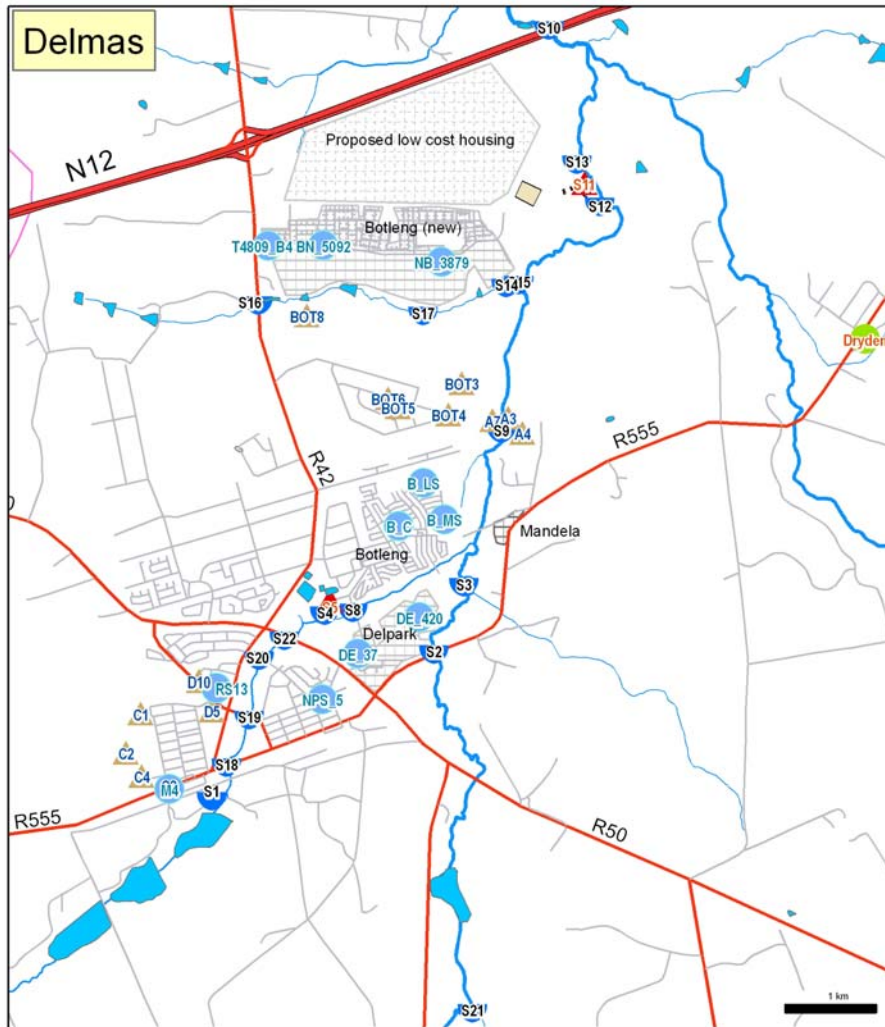 Delmas
S10
N12
Proposed low cost housing
S13
S11
S12
Botleng (new)
T4809_B4
BN_5092
NB_3879
S14
S16
BOT8
S17
Dryden
BOT3
BOT6
BOT5
BOT4
A7
A3
S9
A4
R555
R42
B_LS
B_C
B_MS
Mandela
Botleng
S3
S4
S8
DE_420
Delpark
S22
S20
DE_37
S2
D10
RS13
NPS_5
C1
D5
S19
C2
S18
C4
M4
S1
R555
R50
1 km
S21